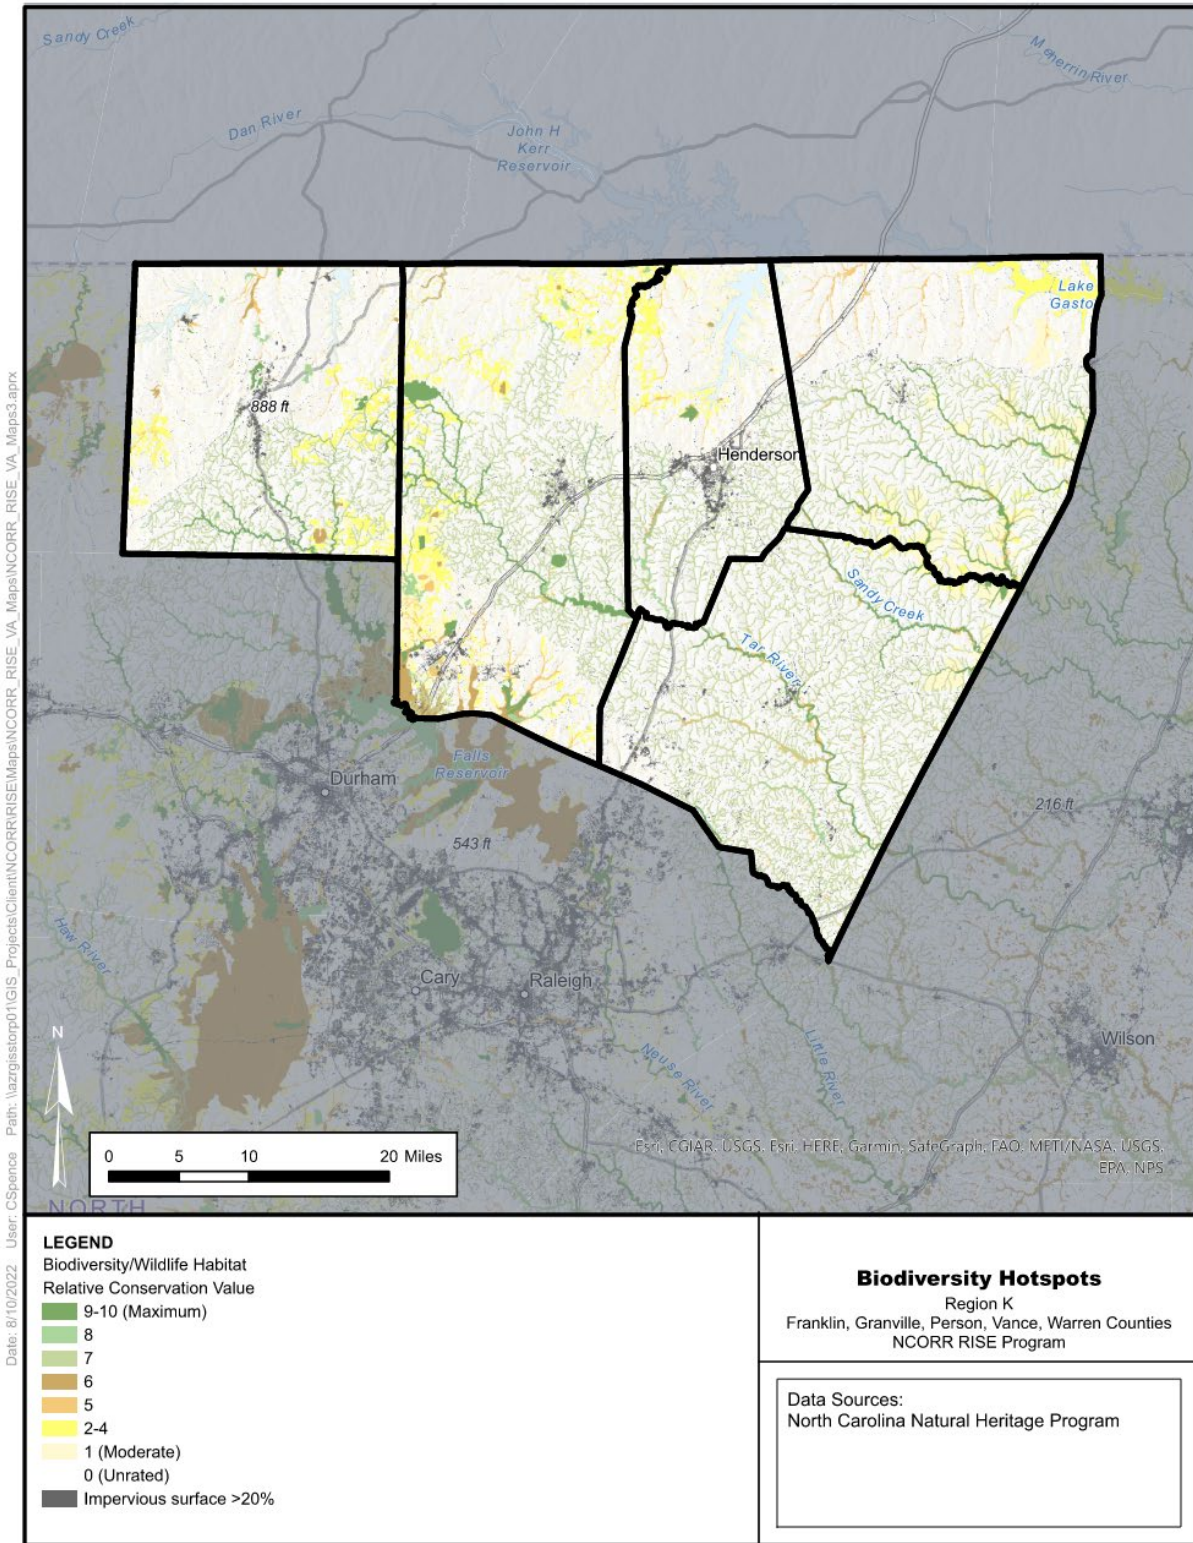 Sandy Creek
Meherrin River
Dan River
John H
Kerr
Reservoir
Lake
Gasto
888 ft
Henderson
Sandy Creek
Tar River
Falls
Reservoir
Durham
216 ft
543 ft
Haw River
Cary
Raleigh
Neuse River
Little River
Wilson
N
0 5 10 20 Miles
Esri, CGIAR, USGS, Esri, HERE, Garmin, SafeGraph, FAO, METI/NASA, USGS,
EPA, NPS
NORTH
Date: 8/10/2022 User: CSpence Path: \\azrgisstorp01\GIS_Projects\Client\NCORR\RISE\Maps\NCORR_RISE_VA_Maps\NCORR_RISE_VA_Maps3.aprx
LEGEND
Biodiversity/Wildlife Habitat
Relative Conservation Value
9-10 (Maximum)
8
7
6
5
2-4
1 (Moderate)
0 (Unrated)
Impervious surface >20%
Biodiversity Hotspots
Region K
Franklin, Granville, Person, Vance, Warren Counties
NCORR RISE Program
Data Sources:
North Carolina Natural Heritage Program